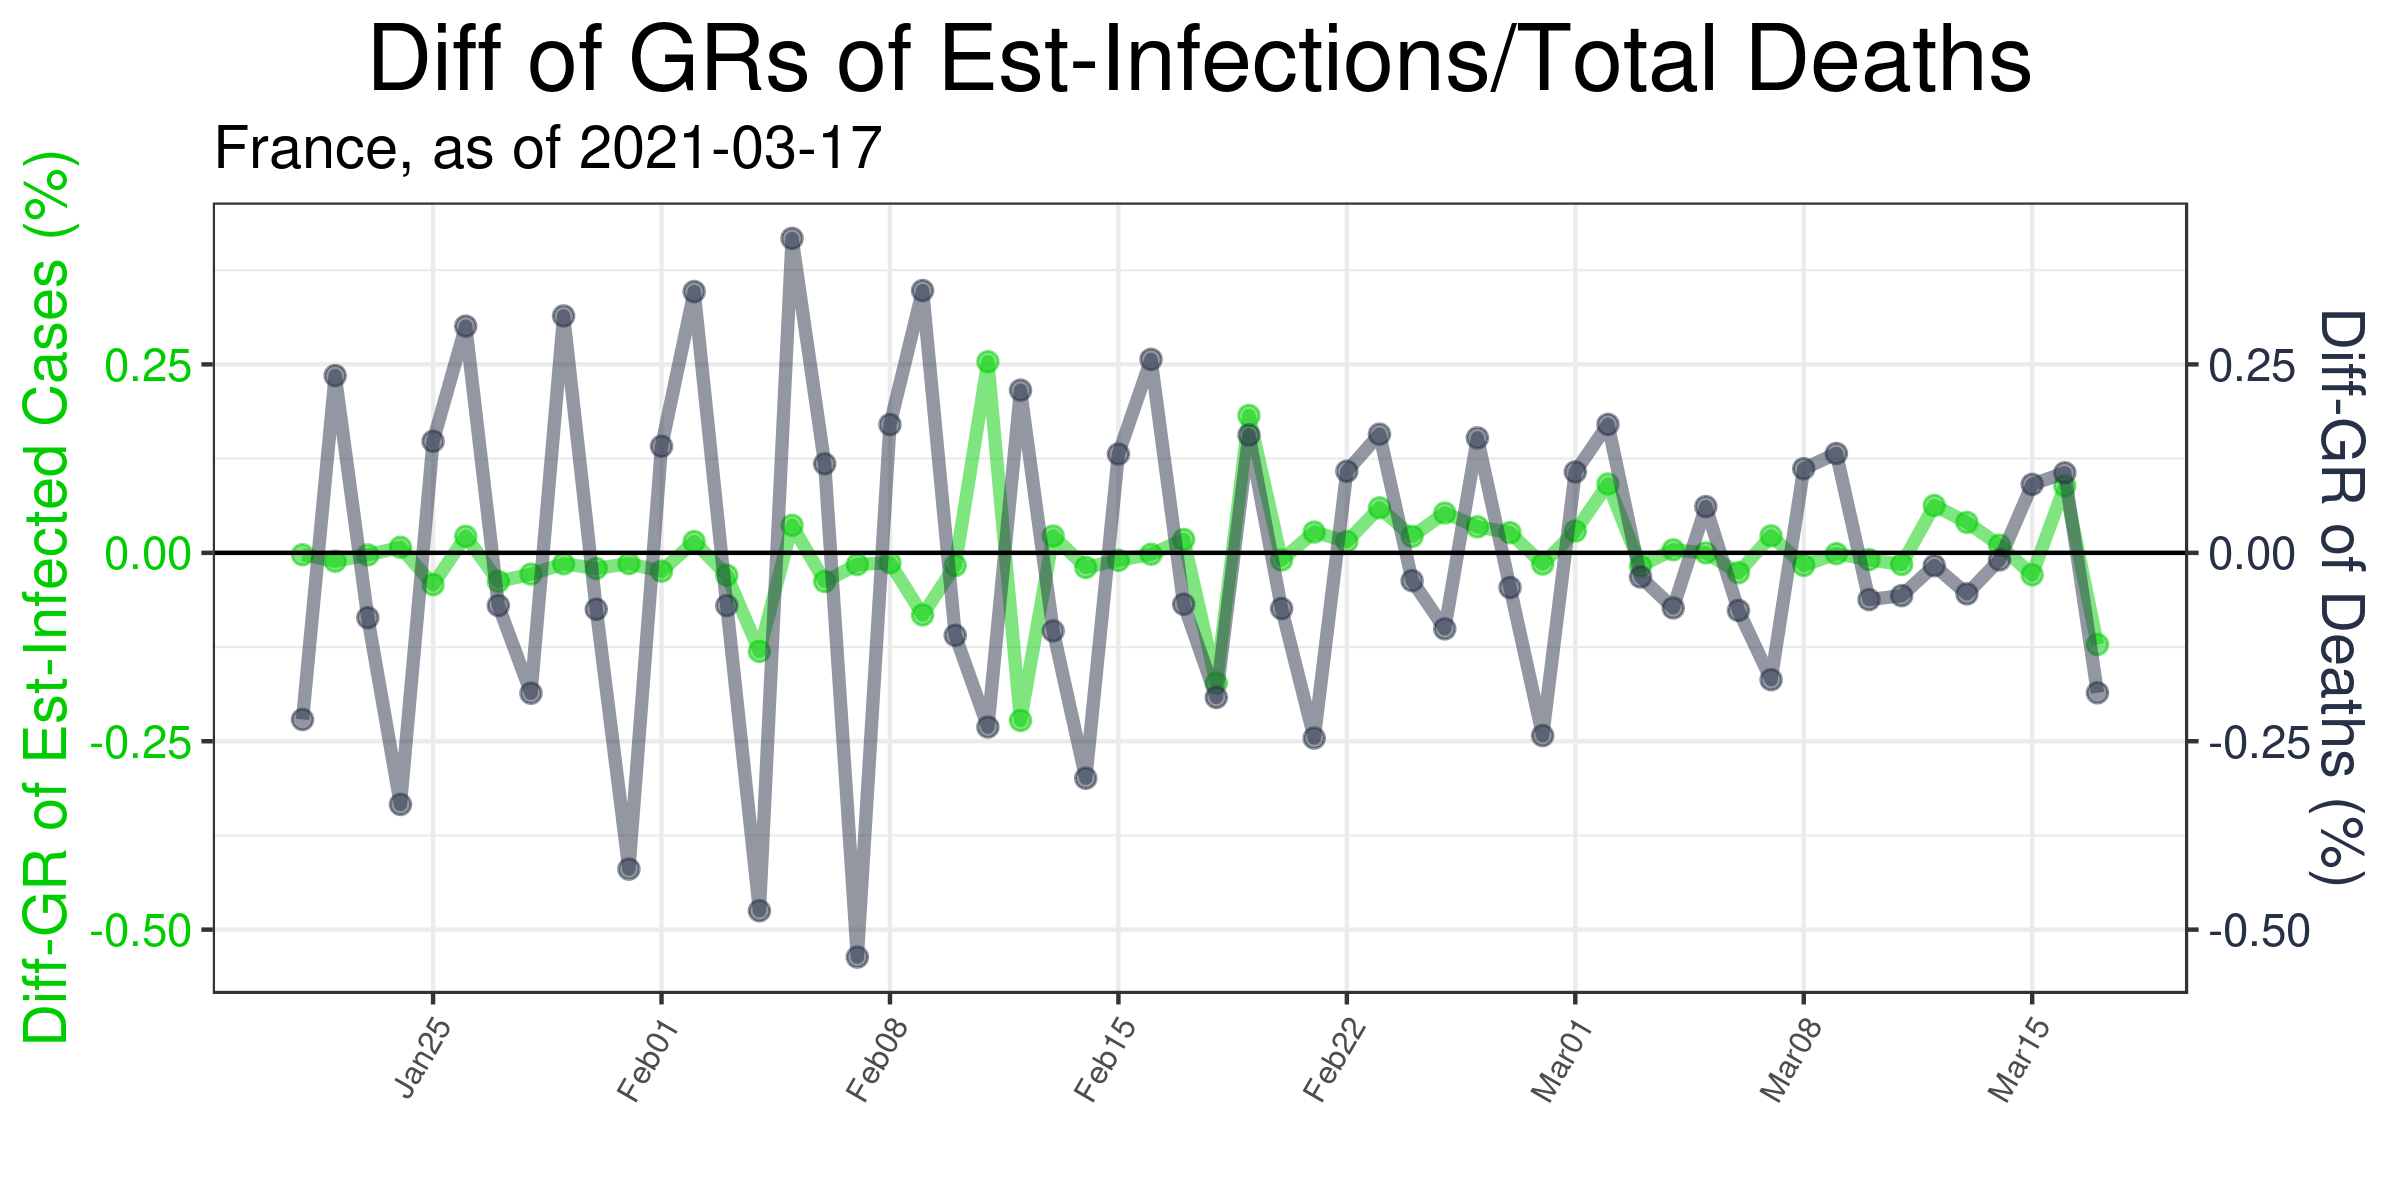 Diff of GRs of Est-Infections/Total Deaths
France, as of 2021-03-17
Diff-GR of Est-Infected Cases (%)
0.25
0.00
-0.25
-0.50
0.25
0.00
-0.25
-0.50
Diff-GR of Deaths (%)
Jan25
Feb01
Feb08
Feb15
Feb22
Mar01
Mar08
Mar15